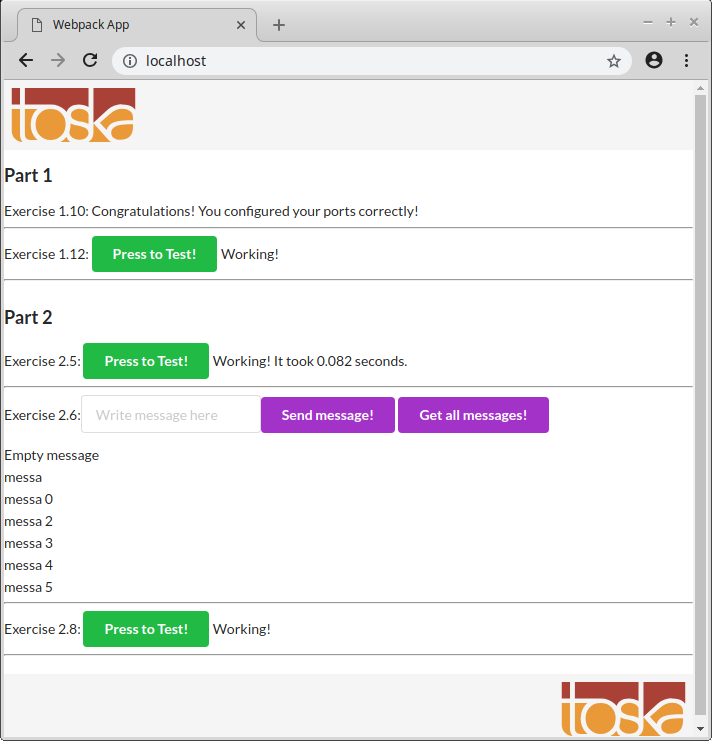 Webpack App
localhost
toska
Part 1
Exercise 1.10: Congratulations! You configured your ports correctly!
Exercise 1.12: Press to Test! Working!
Part 2
Exercise 2.5: Press to Test! Working! It took 0.082 seconds.
Exercise 2.6: Write message here Send message! Get all messages!
Empty message
messa
messa 0
messa 2
messa 3
messa 4
messa 5
Exercise 2.8: Press to Test! Working!
toska